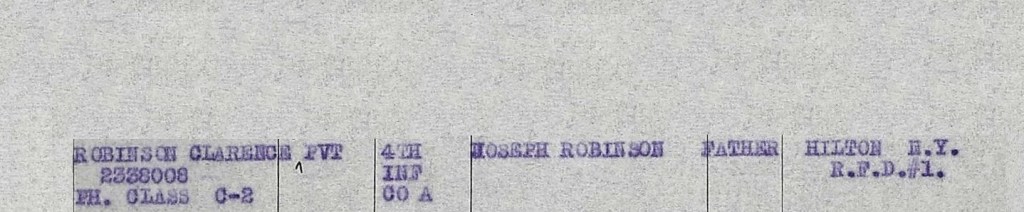 ROBINSON CLARENCE PVT 4TH JOSEPH ROBINSON FATHER HILTON N.Y.
2338008 ^ INF R.F.D.#1.
PH. CLASS C-2 CO A